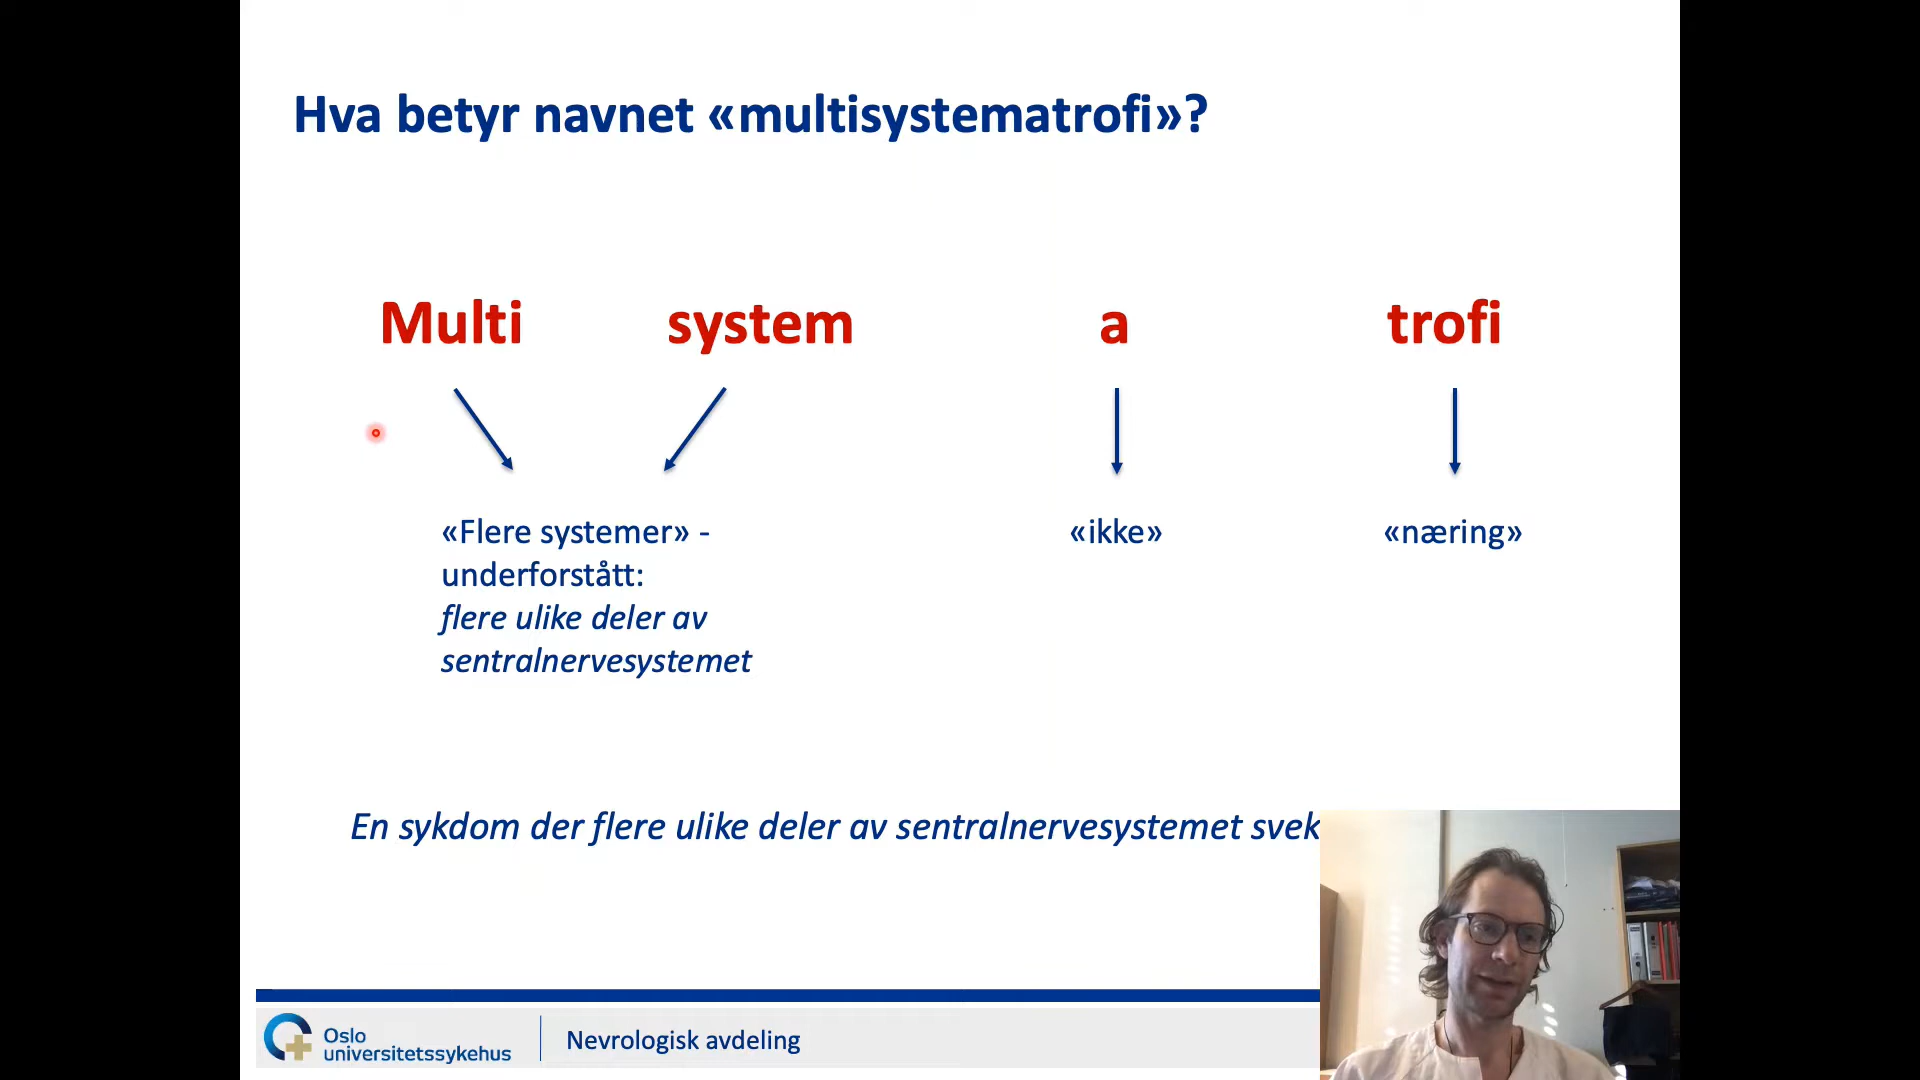 Hva betyr navnet «multisystematrofi»?
Multi system a trofi
«Flere systemer» -
underforstått:
flere ulike deler av
sentralnervesystemet
«ikke»
«næring»
En sykdom der flere ulike deler av sentralnervesystemet
Oslo
universitetssykehus
Nevrologisk avdeling